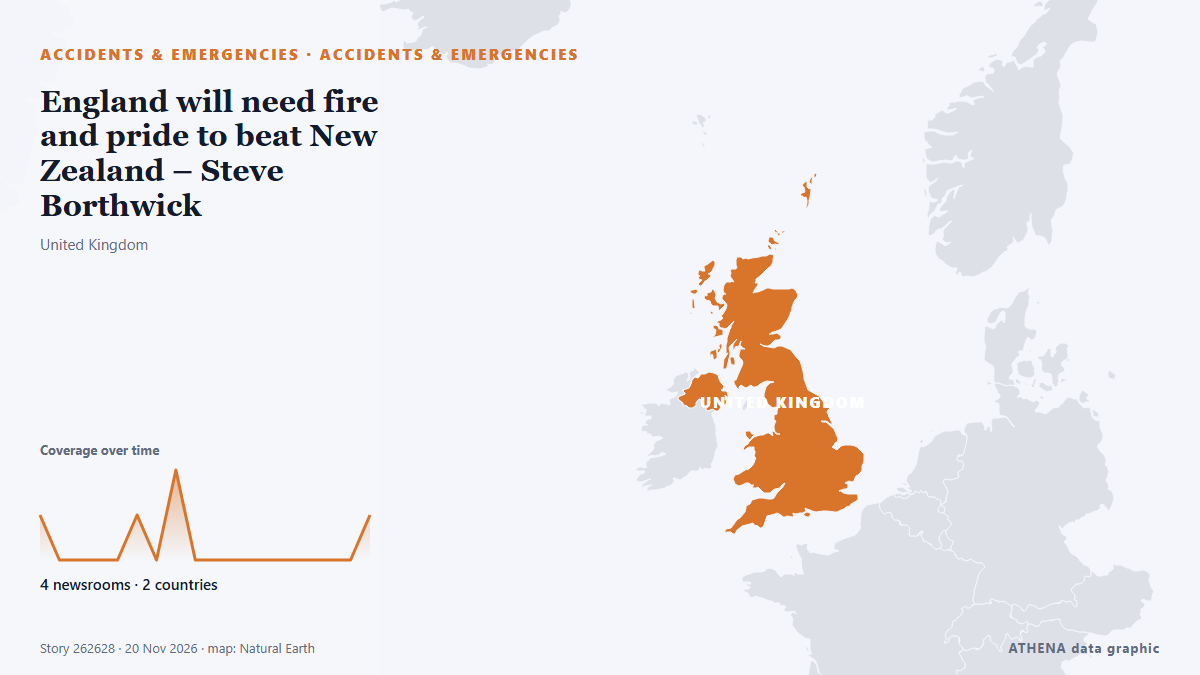 ACCIDENTS & EMERGENCIES · ACCIDENTS & EMERGENCIES
England will need fire
and pride to beat New
Zealand – Steve
Borthwick
United Kingdom
UNITED KINGDOM
Coverage over time
4 newsrooms · 2 countries
Story 262628 · 20 Nov 2026 · map: Natural Earth
ATHENA data graphic